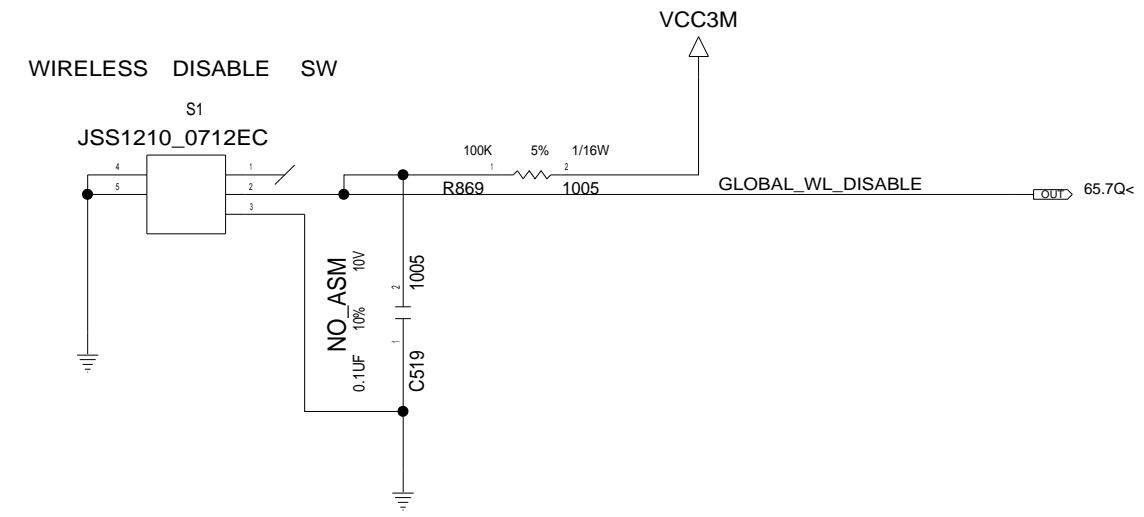 VCC3M
WIRELESS DISABLE SW
S1
JSS1210_0712EC
4
5
1
2
3
100K 5% 1/16W
1
2
R869 1005
GLOBAL_WL_DISABLE
OUT
65.7Q<
NO_ASM
0.1UF 10% 10V
2
1
C519 1005